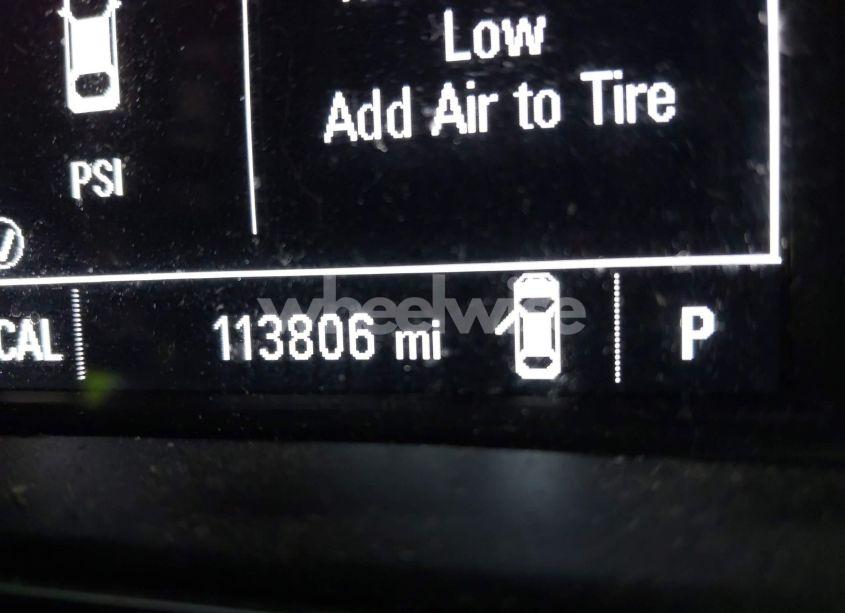 Low
Add Air to Tire
PSI
CAL
113806 mi
P
wheelwise